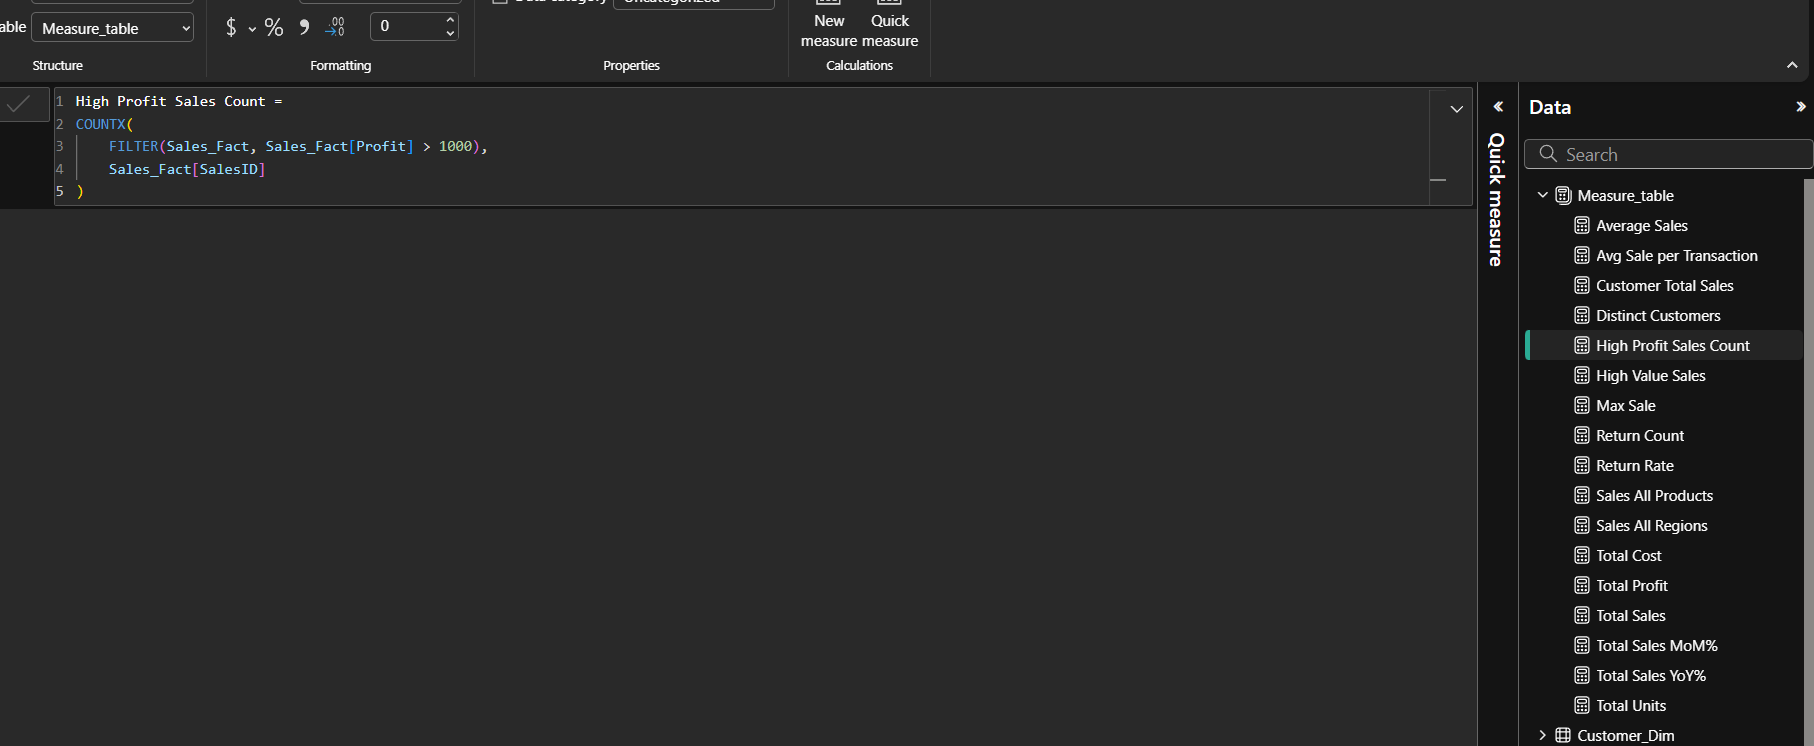 able Measure_table
Structure
$ % , .00 0
Formatting
Data category Uncategorized
Properties
New measure
Quick measure
Calculations
1 High Profit Sales Count =
2 COUNTX(
3 FILTER(Sales_Fact, Sales_Fact[Profit] > 1000),
4 Sales_Fact[SalesID]
5 )
Quick measure
Data
Search
Measure_table
Average Sales
Avg Sale per Transaction
Customer Total Sales
Distinct Customers
High Profit Sales Count
High Value Sales
Max Sale
Return Count
Return Rate
Sales All Products
Sales All Regions
Total Cost
Total Profit
Total Sales
Total Sales MoM%
Total Sales YoY%
Total Units
Customer_Dim